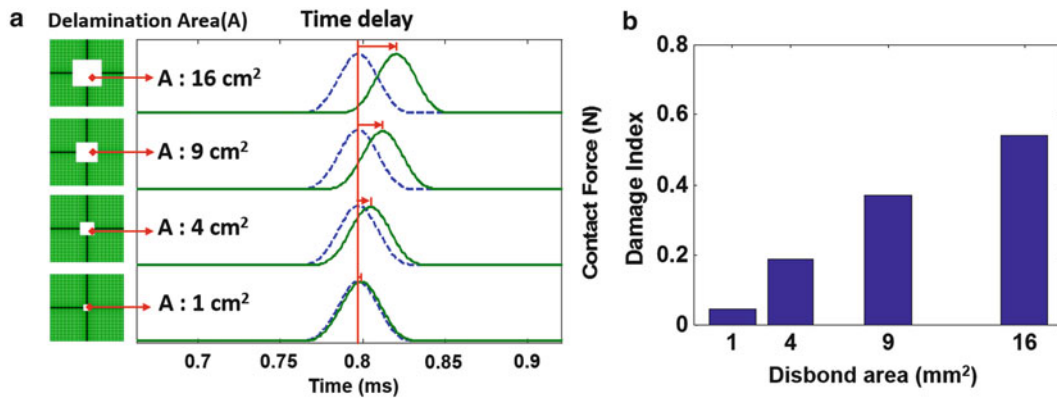 a
Delamination Area(A)
Time delay
A : 16 cm²
A : 9 cm²
A : 4 cm²
A : 1 cm²
0.7
0.8
0.85
0.9
Time (ms)
b
Contact Force (N)
Damage Index
0.8
0.6
0.4
0.2
0
1
4
9
16
Disbond area (mm²)